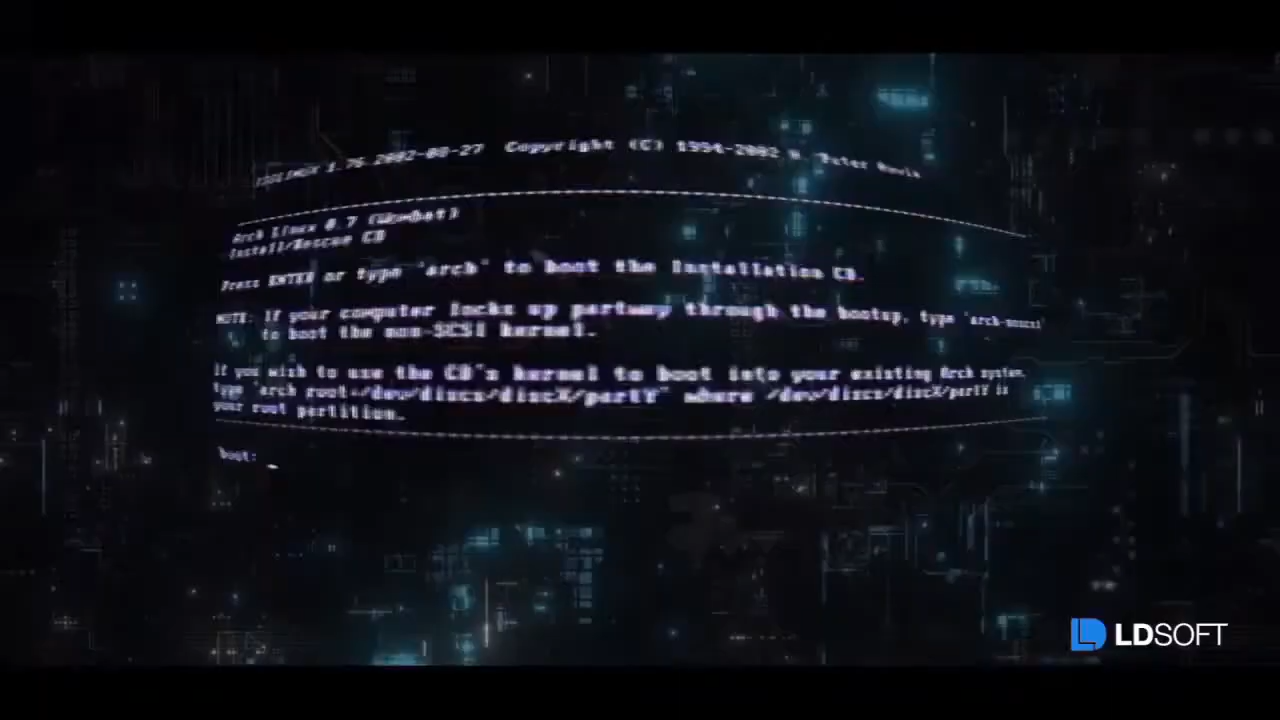 ISOLINUX 1.76 2002-08-27 Copyright (C) 1994-2002 H. Peter
Arch Linux 0.7 (Wombat)
Install/Rescue CD
Press ENTER or type 'arch' to boot the Installation CD.
NOTE: If your computer locks up partway through the bootup, type 'arch-noscsi'
to boot the non-SCSI kernel.
If you wish to use the CD's kernel to boot into your existing Arch system,
type 'arch root=/dev/discs/discX/partY' where /dev/discs/discX/partY is
your root partition.
boot: _
LDSOFT